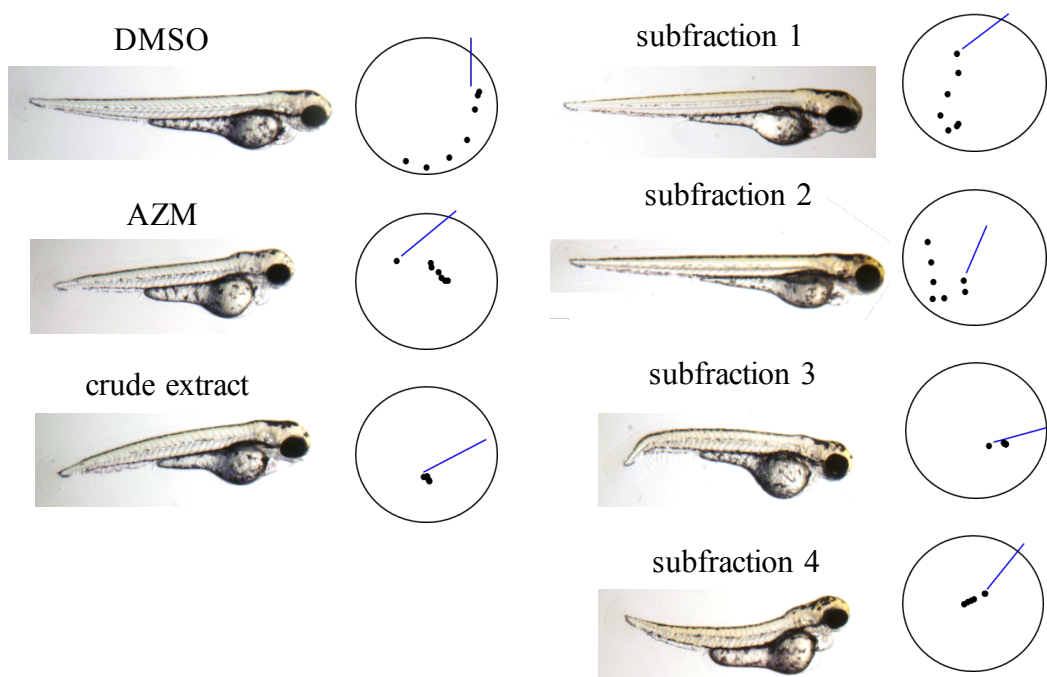 DMSO
AZM
crude extract
subfraction 1
subfraction 2
subfraction 3
subfraction 4